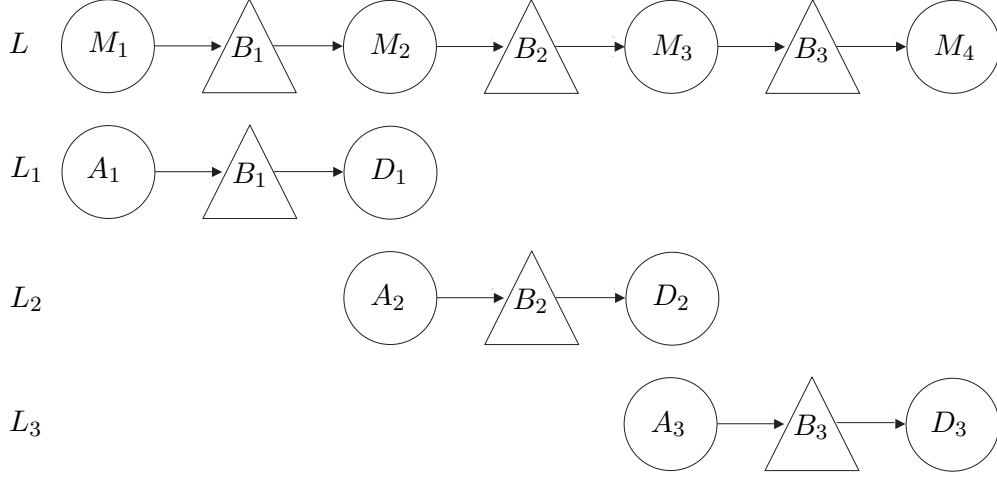 L M₁ B₁ M₂ B₂ M₃ B₃ M₄
L₁ A₁ B₁ D₁
L₂ A₂ B₂ D₂
L₃ A₃ B₃ D₃